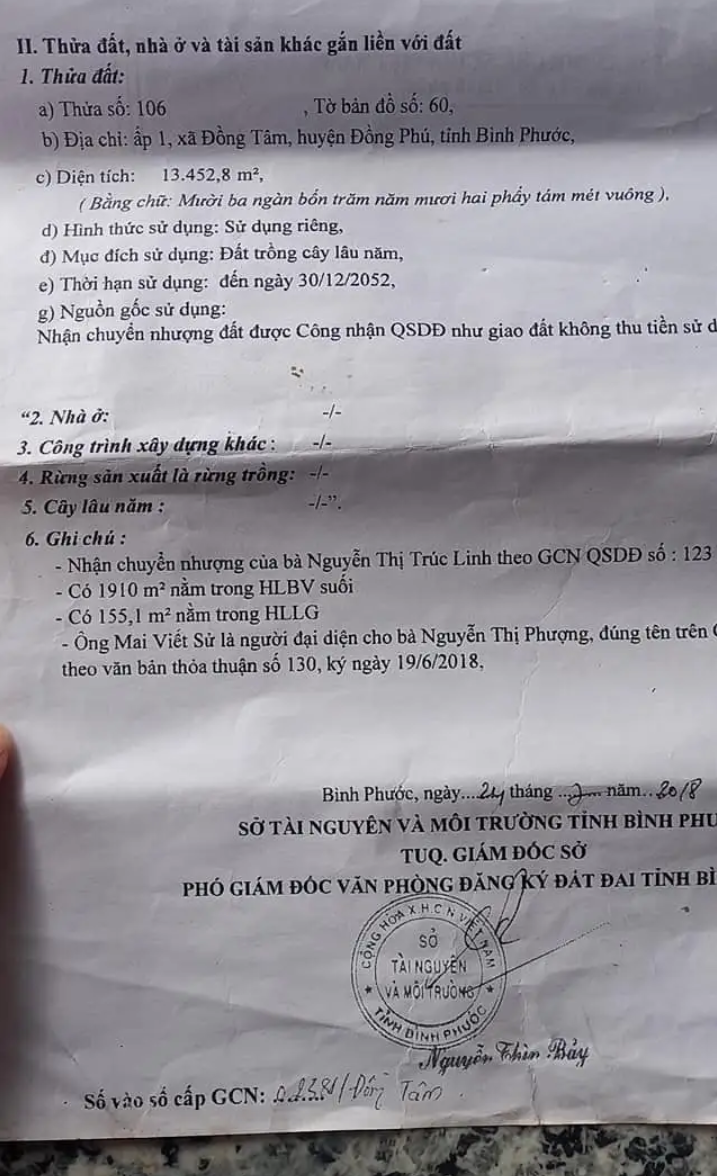 II. Thửa đất, nhà ở và tài sản khác gắn liền với đất
1. Thửa đất:
a) Thửa số: 106 , Tờ bản đồ số: 60,
b) Địa chỉ: ấp 1, xã Đồng Tâm, huyện Đồng Phú, tỉnh Bình Phước,
c) Diện tích: 13.452,8 m²,
( Bằng chữ: Mười ba ngàn bốn trăm năm mươi hai phẩy tám mét vuông ),
d) Hình thức sử dụng: Sử dụng riêng,
đ) Mục đích sử dụng: Đất trồng cây lâu năm,
e) Thời hạn sử dụng: đến ngày 30/12/2052,
g) Nguồn gốc sử dụng:
Nhận chuyển nhượng đất được Công nhận QSDĐ như giao đất không thu tiền sử d
“2. Nhà ở: -/-
3. Công trình xây dựng khác : -/-
4. Rừng sản xuất là rừng trồng: -/-
5. Cây lâu năm : -/-”.
6. Ghi chú :
- Nhận chuyển nhượng của bà Nguyễn Thị Trúc Linh theo GCN QSDĐ số : 123
- Có 1910 m² nằm trong HLBV suối
- Có 155,1 m² nằm trong HLLG
- Ông Mai Viết Sử là người đại diện cho bà Nguyễn Thị Phượng, đúng tên trên
theo văn bản thỏa thuận số 130, ký ngày 19/6/2018,
Bình Phước, ngày....24 tháng ... năm..2018
SỞ TÀI NGUYÊN VÀ MÔI TRƯỜNG TỈNH BÌNH PHƯ
TUQ. GIÁM ĐỐC SỞ
PHÓ GIÁM ĐỐC VĂN PHÒNG ĐĂNG KÝ ĐẤT ĐAI TỈNH BÌ
CỘNG HÒA X.H.C.N VIỆT NAM
SỞ
TÀI NGUYÊN
VÀ MÔI TRƯỜNG
TỈNH BÌNH PHƯỚC
Nguyễn Thìn Bảy
Số vào sổ cấp GCN: /Đồng Tâm